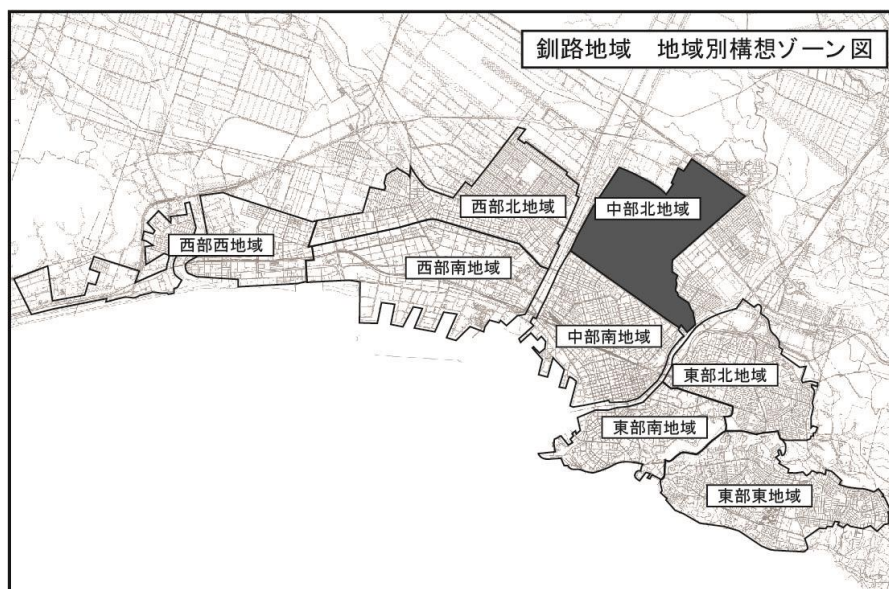 釧路地域　地域別構想ゾーン図
西部北地域
中部北地域
西部西地域
西部南地域
中部南地域
東部北地域
東部南地域
東部東地域